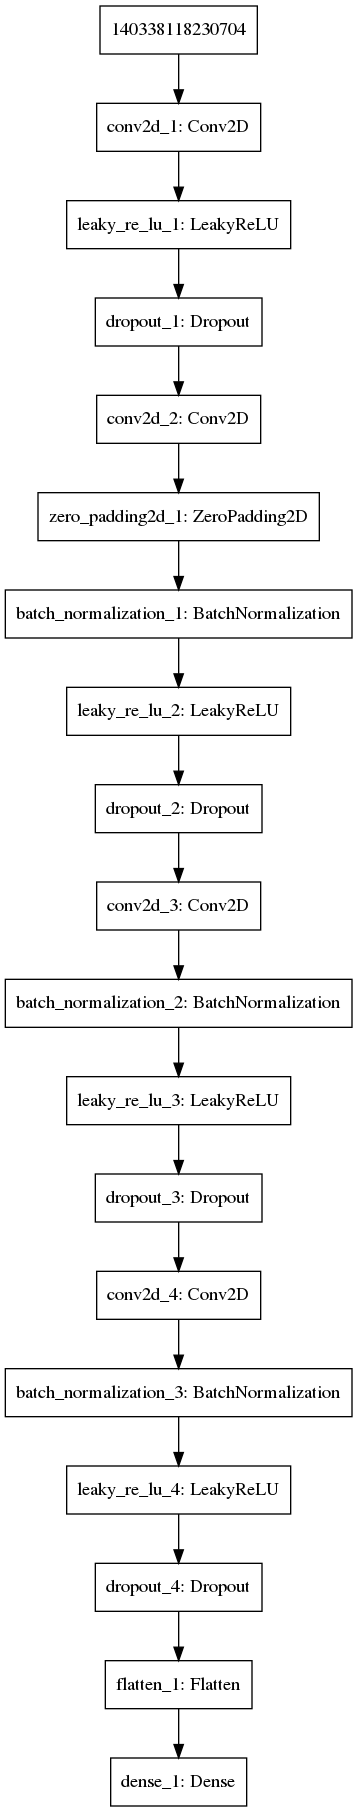 140338118230704
conv2d_1: Conv2D
leaky_re_lu_1: LeakyReLU
dropout_1: Dropout
conv2d_2: Conv2D
zero_padding2d_1: ZeroPadding2D
batch_normalization_1: BatchNormalization
leaky_re_lu_2: LeakyReLU
dropout_2: Dropout
conv2d_3: Conv2D
batch_normalization_2: BatchNormalization
leaky_re_lu_3: LeakyReLU
dropout_3: Dropout
conv2d_4: Conv2D
batch_normalization_3: BatchNormalization
leaky_re_lu_4: LeakyReLU
dropout_4: Dropout
flatten_1: Flatten
dense_1: Dense